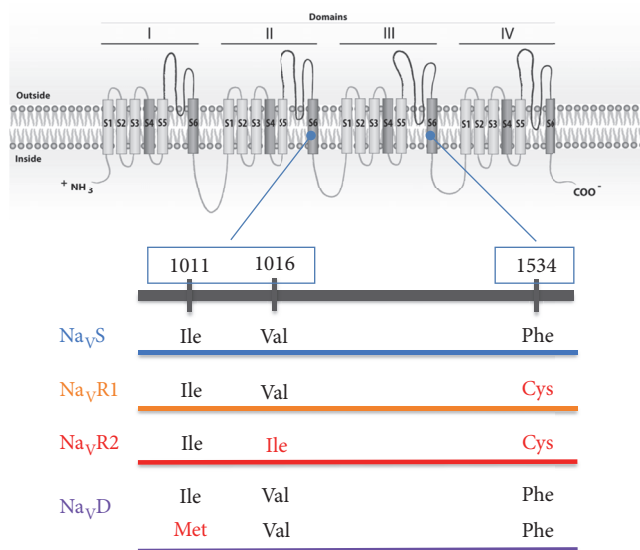 Domains
I II III IV
Outside
S1 S2 S3 S4 S5 S6 S1 S2 S3 S4 S5 S6 S1 S2 S3 S4 S5 S6 S1 S2 S3 S4 S5 S6
Inside
+ NH 3
COO -
1011 1016 1534
NaVS Ile Val Phe
NaVR1 Ile Val Cys
NaVR2 Ile Ile Cys
NaVD
Ile Val Phe
Met Val Phe